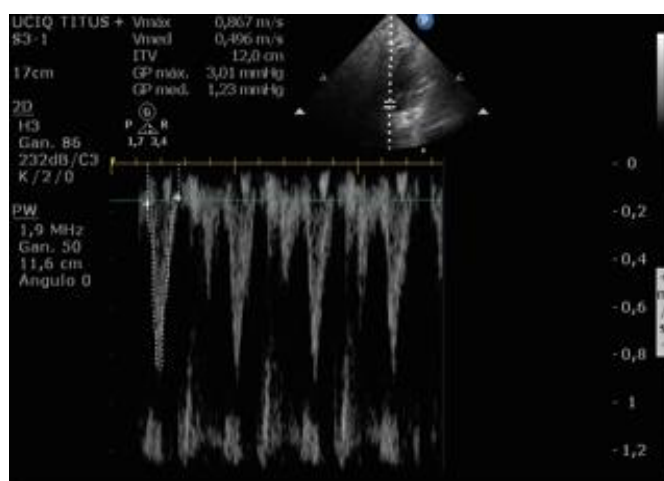 UCIQ TITUS + Vmáx 0,867 m/s
S3-1 Vmed 0,496 m/s
ITV 12,0 cm
17cm GP máx. 3,01 mmHg
GP med. 1,23 mmHg
2D
H3
Gan. 86
232dB/C3
K/2/0
G
P R
1,7 3,4
PW
1,9 MHz
Gan. 50
11,6 cm
Ángulo 0
- 0
- 0,2
- 0,4
- 0,6
- 0,8
- 1
- 1,2